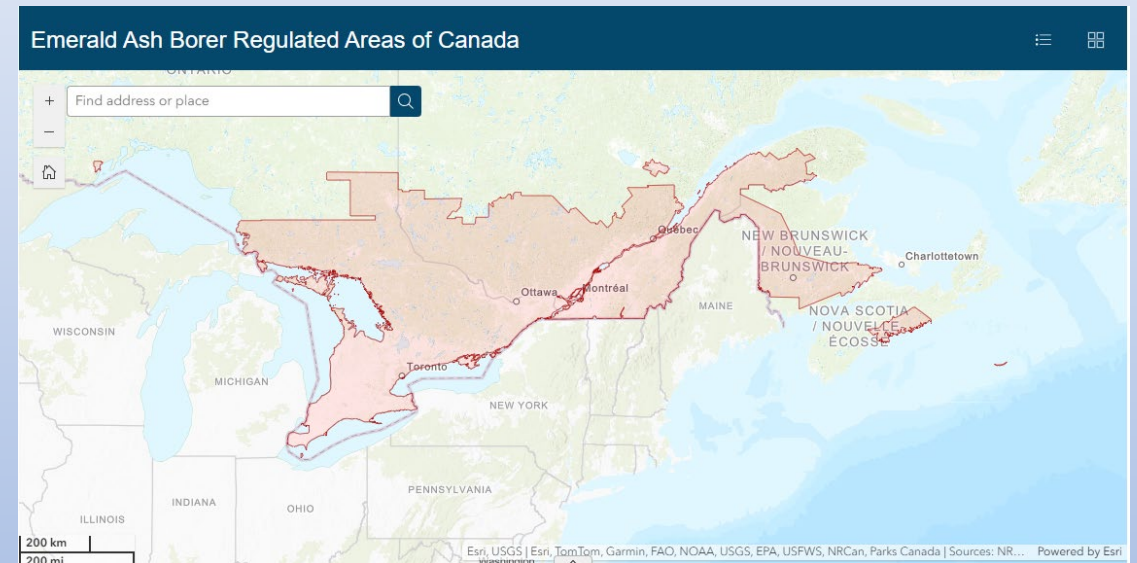 Emerald Ash Borer Regulated Areas of Canada
ONTARIO
+
Find address or place
−
Québec
NEW BRUNSWICK
/ NOUVEAU-
BRUNSWICK
Charlottetown
Ottawa
Montréal
MAINE
NOVA SCOTIA
/ NOUVELLE-
ÉCOSSE
WISCONSIN
Toronto
MICHIGAN
NEW YORK
PENNSYLVANIA
INDIANA
OHIO
ILLINOIS
200 km
200 mi
Esri, USGS | Esri, TomTom, Garmin, FAO, NOAA, USGS, EPA, USFWS, NRCan, Parks Canada | Sources: NR... Powered by Esri
Washington